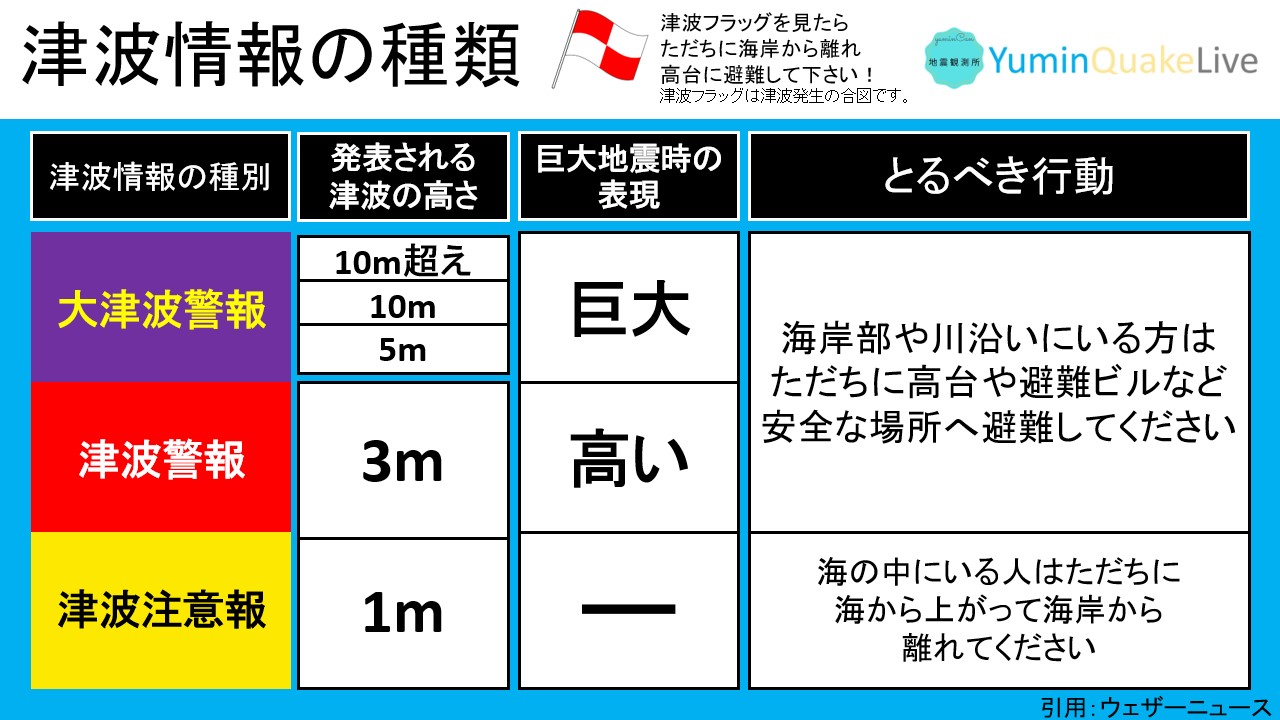 津波情報の種類
津波フラッグを見たら
ただちに海岸から離れ
高台に避難して下さい！
津波フラッグは津波発生の合図です。
yuminCan
地震観測所
YuminQuakeLive
津波情報の種別
発表される
津波の高さ
巨大地震時の
表現
とるべき行動
大津波警報
10m超え
10m
5m
巨大
海岸部や川沿いにいる方は
ただちに高台や避難ビルなど
安全な場所へ避難してください
津波警報
3m
高い
津波注意報
1m
ー
海の中にいる人はただちに
海から上がって海岸から
離れてください
引用：ウェザーニュース